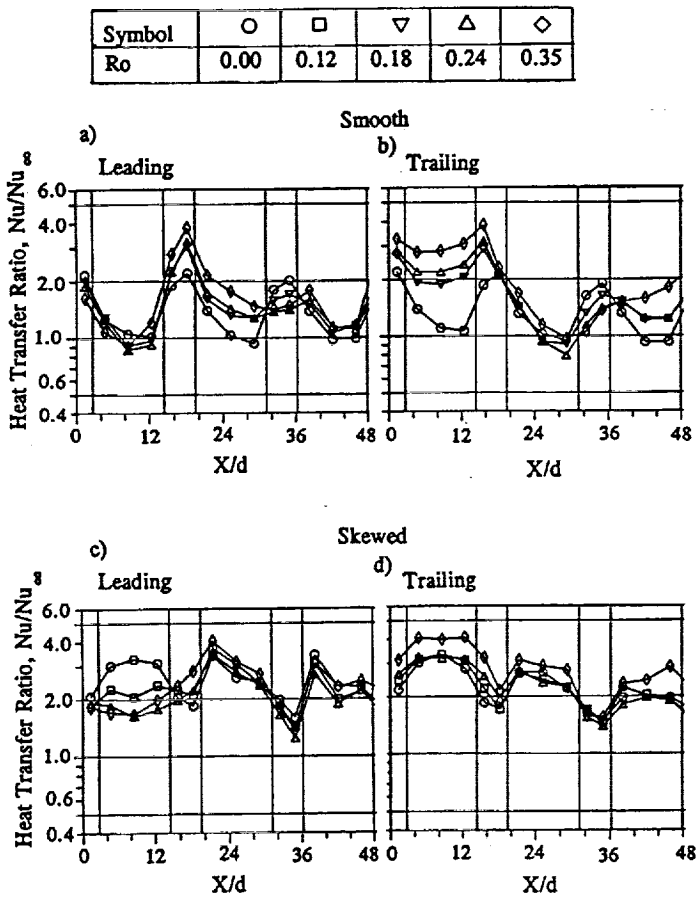 Symbol ○ □ ▽ △ ◇
Ro 0.00 0.12 0.18 0.24 0.35
Smooth
a) b)
Leading Trailing
Heat Transfer Ratio, Nu/Nu∞
6.0
4.0
2.0
1.0
0.6
0.4
0 12 24 36 48
X/d
0 12 24 36 48
X/d
Skewed
c) d)
Leading Trailing
Heat Transfer Ratio, Nu/Nu∞
6.0
4.0
2.0
1.0
0.6
0.4
0 12 24 36 48
X/d
0 12 24 36 48
X/d